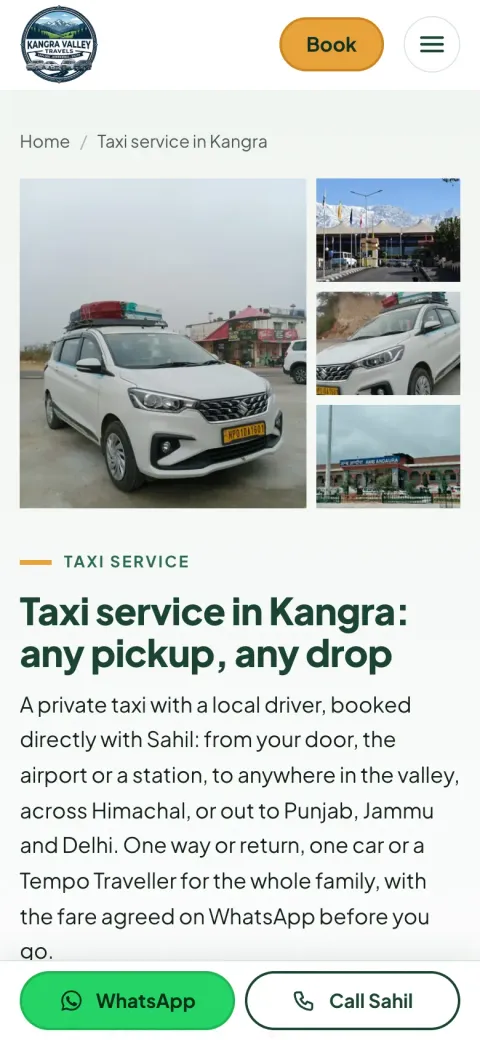 KANGRA VALLEY
TRAVELS
Book
Home / Taxi service in Kangra
TAXI SERVICE
Taxi service in Kangra:
any pickup, any drop
A private taxi with a local driver, booked
directly with Sahil: from your door, the
airport or a station, to anywhere in the valley,
across Himachal, or out to Punjab, Jammu
and Delhi. One way or return, one car or a
Tempo Traveller for the whole family, with
the fare agreed on WhatsApp before you
go.
WhatsApp
Call Sahil